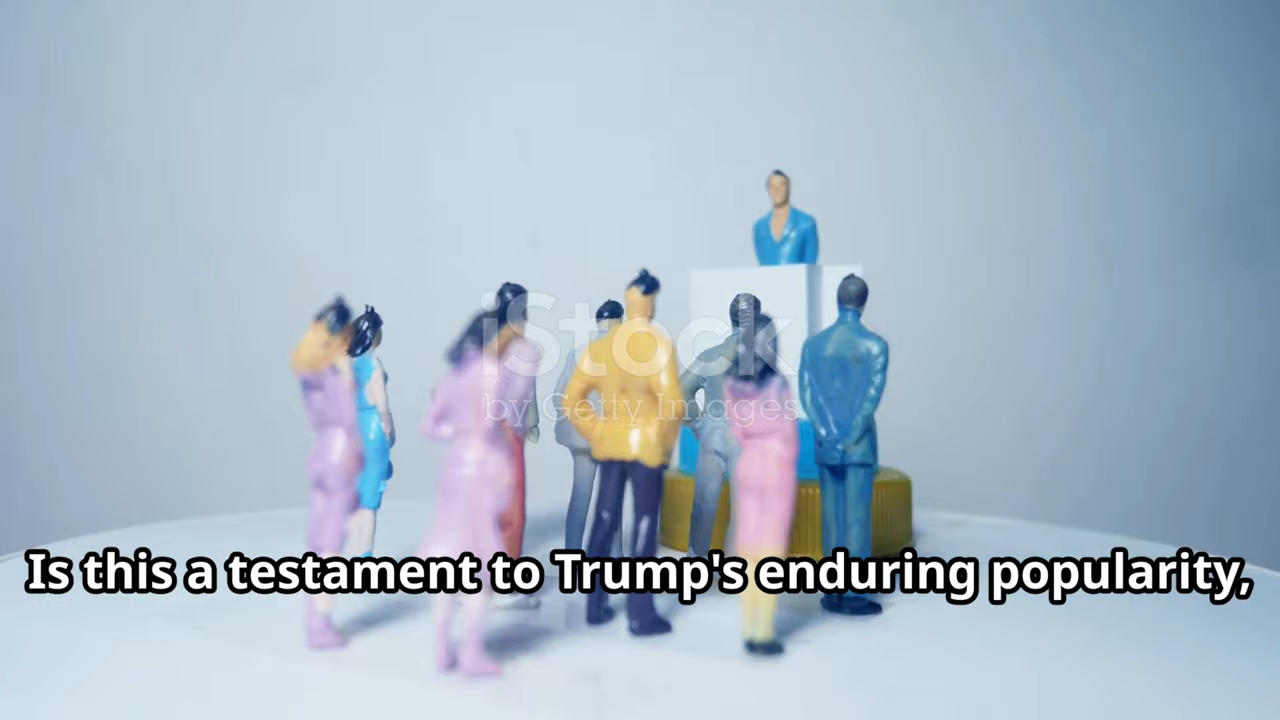 iStock
by Getty Images
Is this a testament to Trump's enduring popularity,